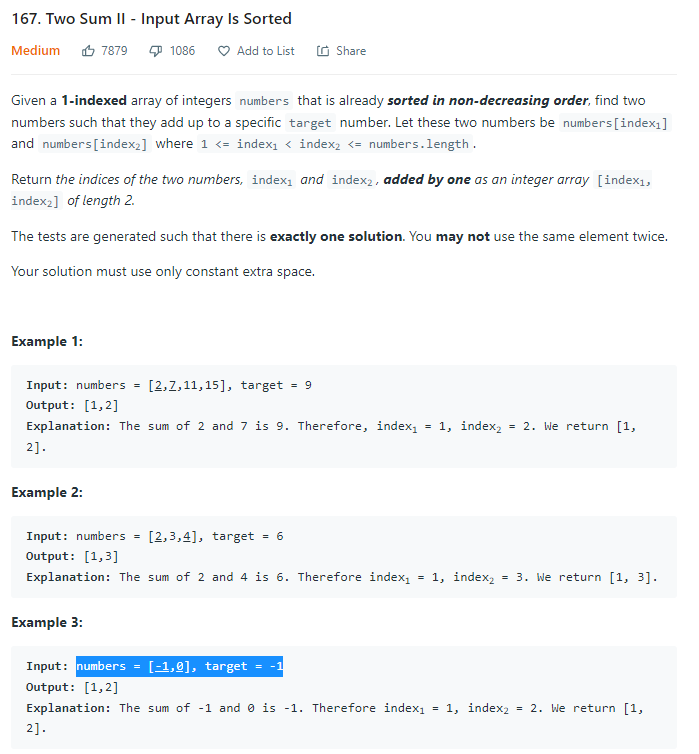 167. Two Sum II - Input Array Is Sorted
Medium 7879 1086 Add to List Share
Given a 1-indexed array of integers numbers that is already sorted in non-decreasing order, find two
numbers such that they add up to a specific target number. Let these two numbers be numbers[index₁]
and numbers[index₂] where 1 <= index₁ < index₂ <= numbers.length.
Return the indices of the two numbers, index₁ and index₂, added by one as an integer array [index₁,
index₂] of length 2.
The tests are generated such that there is exactly one solution. You may not use the same element twice.
Your solution must use only constant extra space.
Example 1:
Input: numbers = [2,7,11,15], target = 9
Output: [1,2]
Explanation: The sum of 2 and 7 is 9. Therefore, index₁ = 1, index₂ = 2. We return [1,
2].
Example 2:
Input: numbers = [2,3,4], target = 6
Output: [1,3]
Explanation: The sum of 2 and 4 is 6. Therefore index₁ = 1, index₂ = 3. We return [1, 3].
Example 3:
Input: numbers = [-1,0], target = -1
Output: [1,2]
Explanation: The sum of -1 and 0 is -1. Therefore index₁ = 1, index₂ = 2. We return [1,
2].